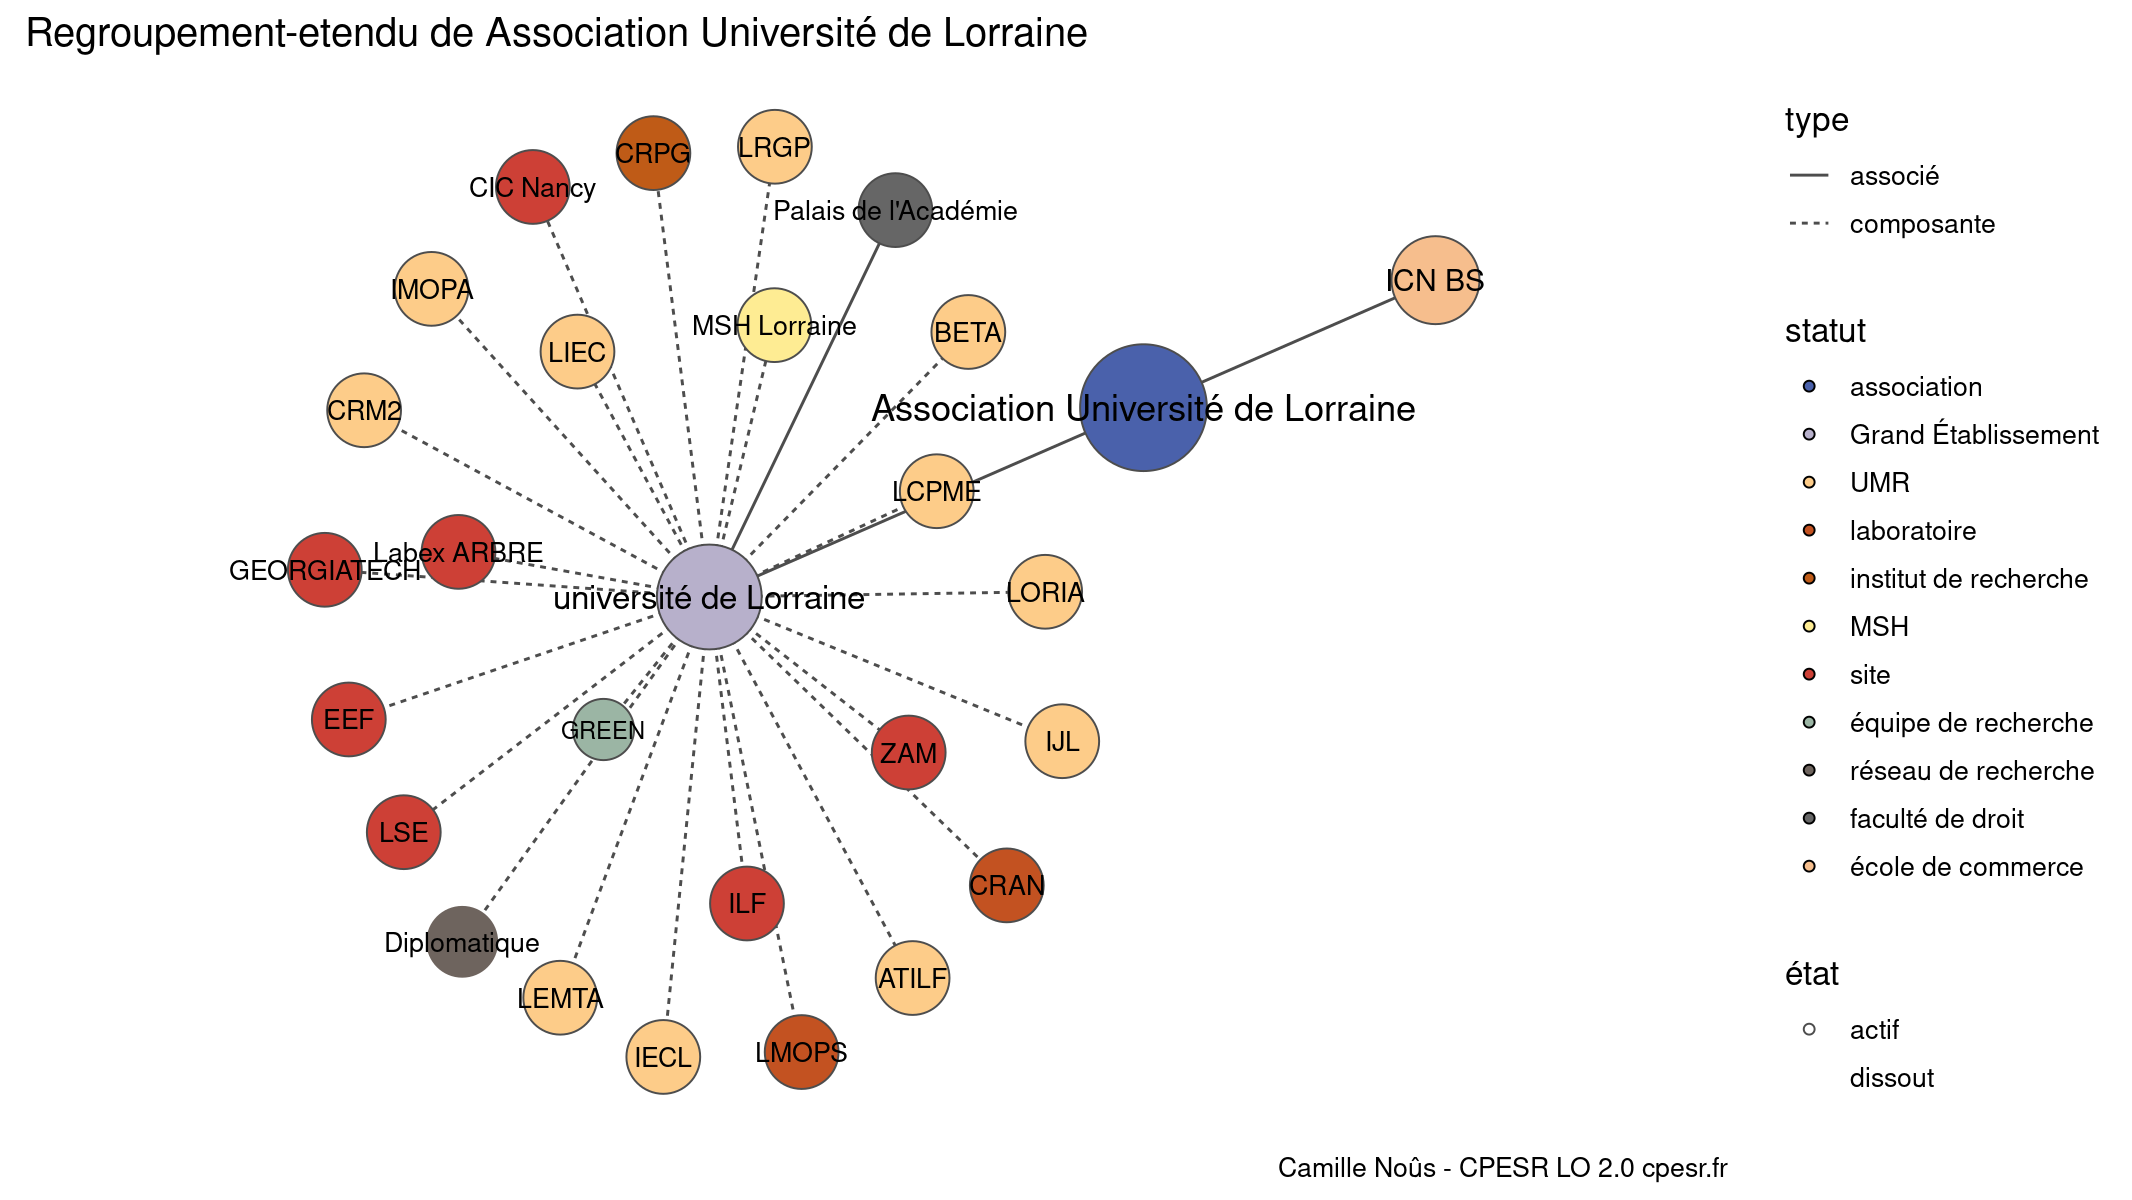 Regroupement-etendu de Association Université de Lorraine
CRPG
LRGP
CIC Nancy
Palais de l'Académie
IMOPA
ICN BS
MSH Lorraine
BETA
LIEC
CRM2
Association Université de Lorraine
LCPME
Labex ARBRE
GEORGIATECH
université de Lorraine
LORIA
EEF
GREEN
ZAM
IJL
LSE
CRAN
ILF
Diplomatique
ATILF
LEMTA
IECL
LMOPS
type
associé
composante
statut
association
Grand Établissement
UMR
laboratoire
institut de recherche
MSH
site
équipe de recherche
réseau de recherche
faculté de droit
école de commerce
état
actif
dissout
Camille Noûs - CPESR LO 2.0 cpesr.fr